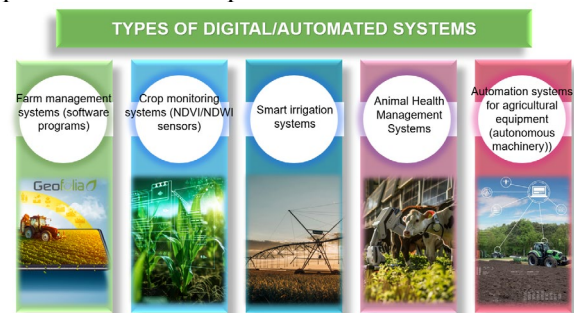 TYPES OF DIGITAL/AUTOMATED SYSTEMS
Farm management
systems (software
programs)
Crop monitoring
systems (NDVI/NDWI
sensors)
Smart irrigation
systems
Animal Health
Management
Systems
Automation systems
for agricultural
equipment
(autonomous
machinery))
Geofolia